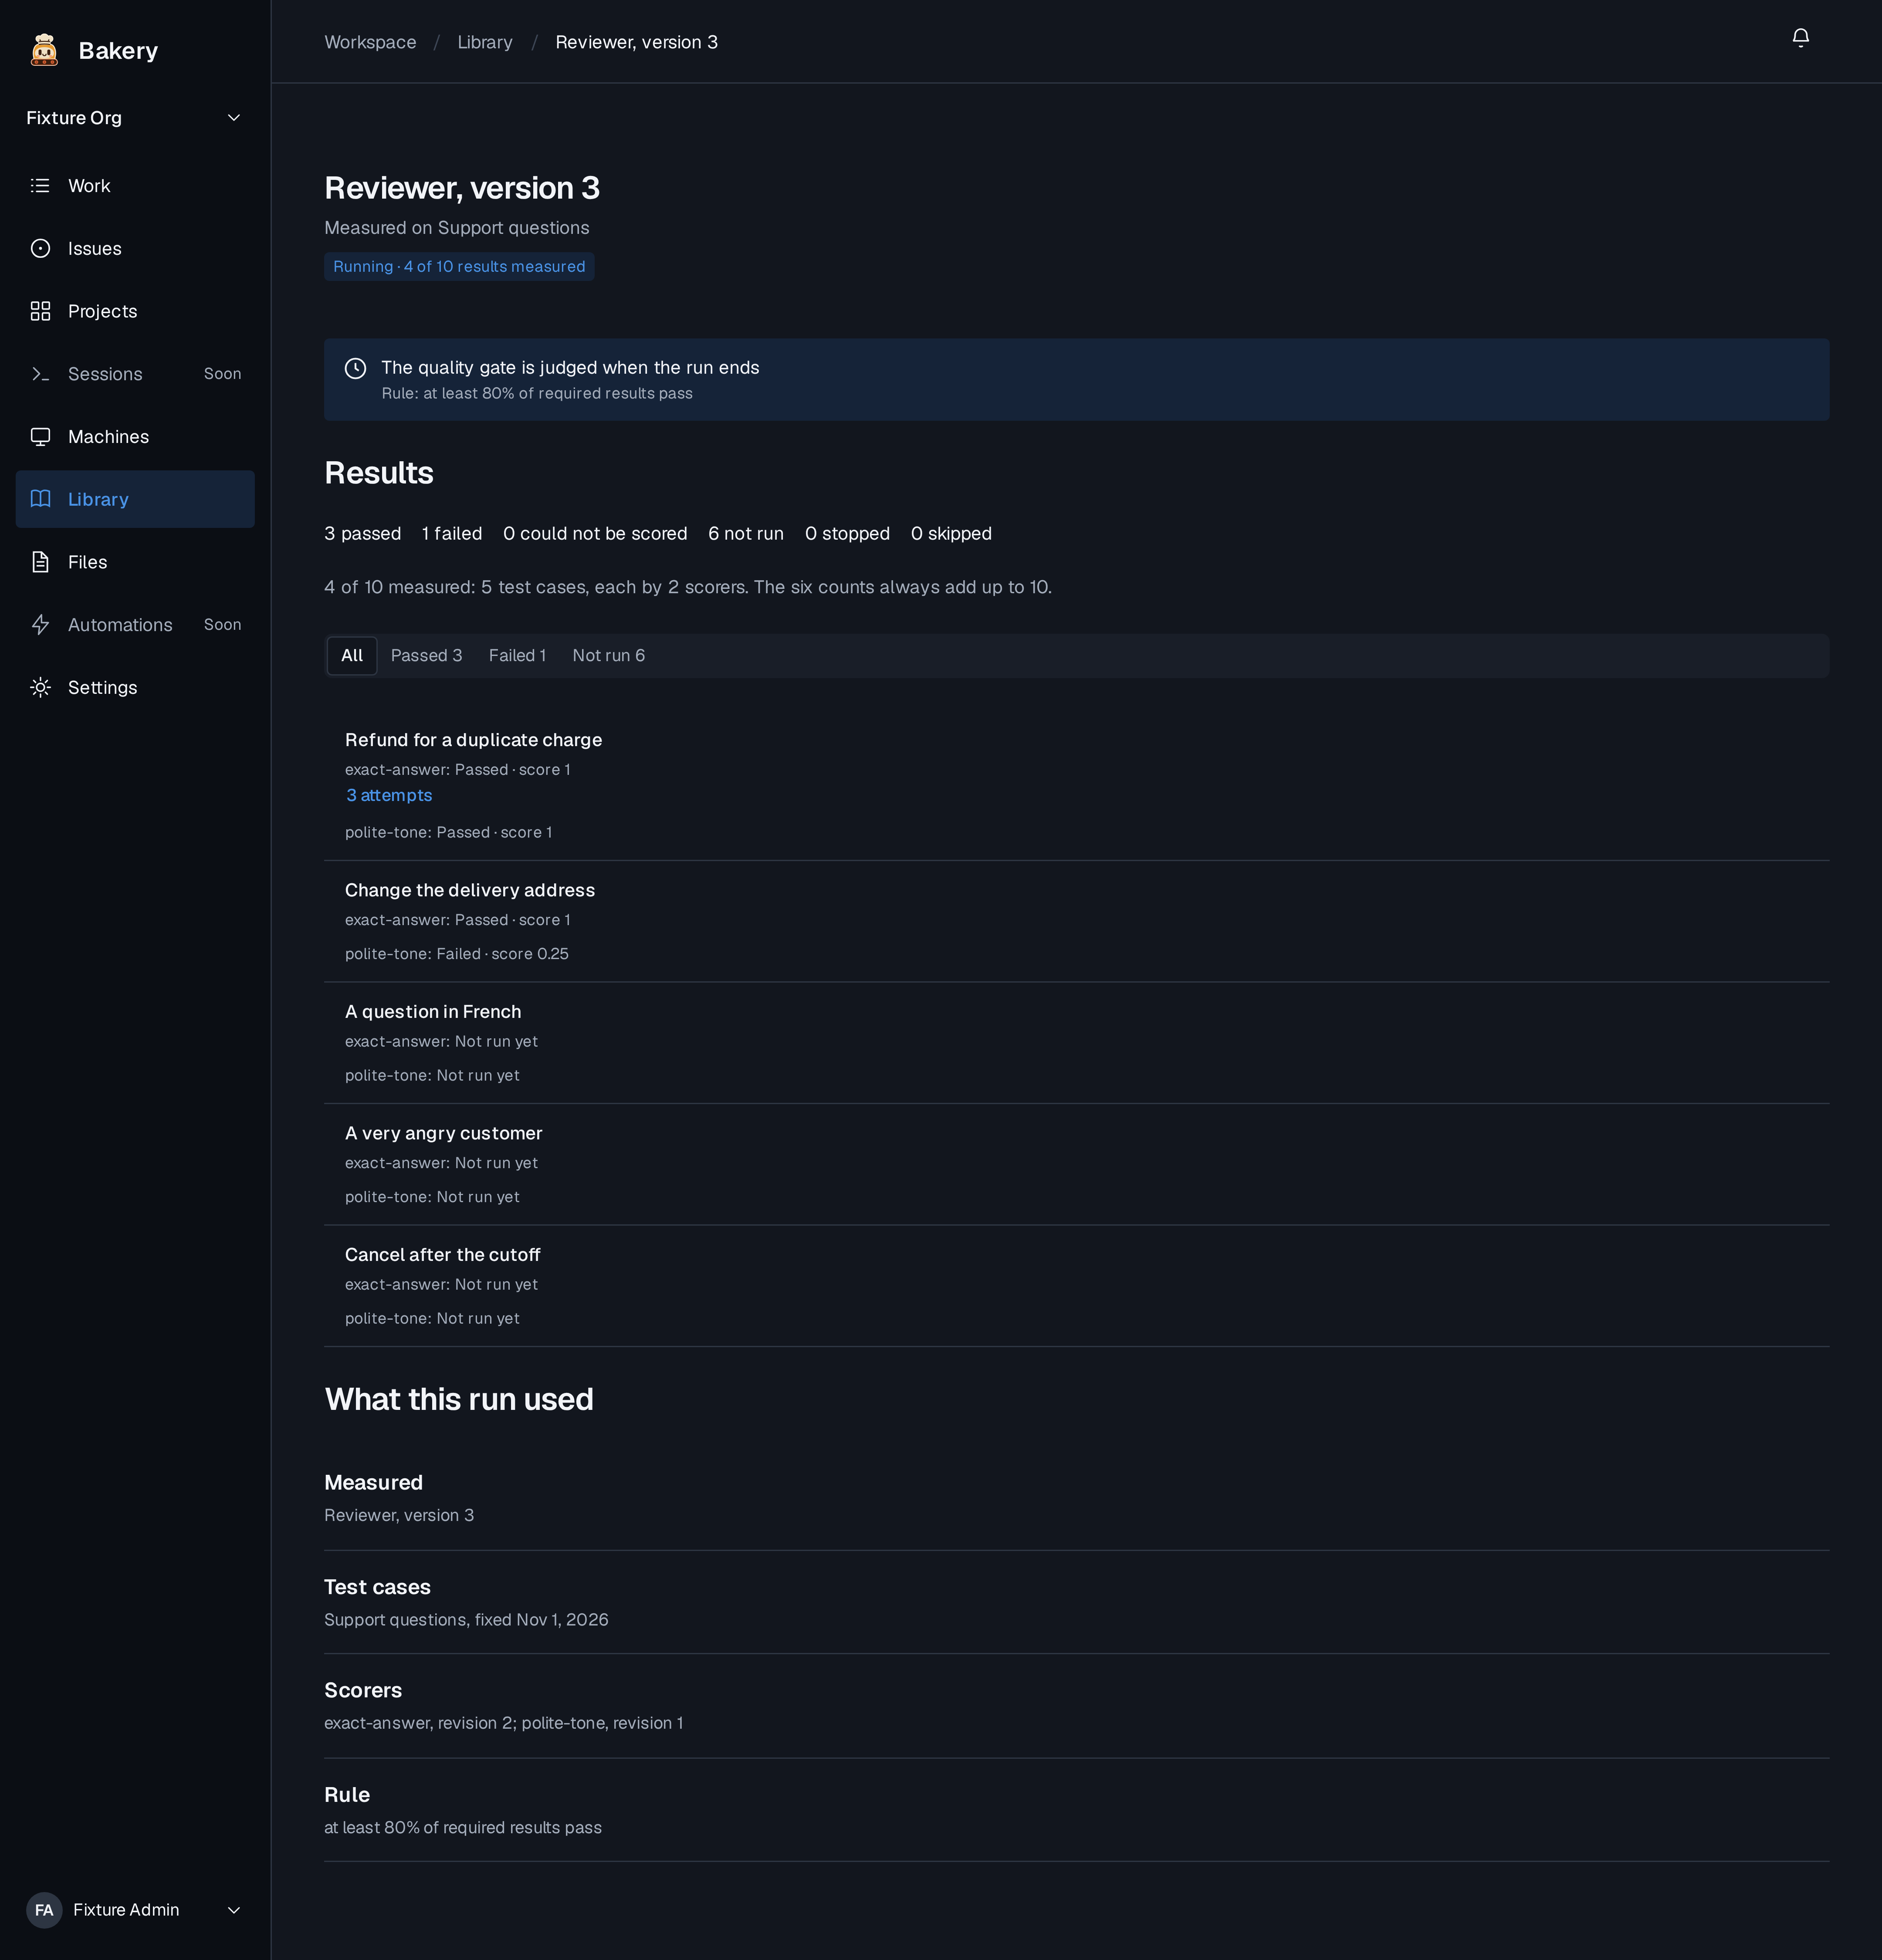 Bakery
Fixture Org
Work
Issues
Projects
Sessions Soon
Machines
Library
Files
Automations Soon
Settings
FA Fixture Admin
Workspace / Library / Reviewer, version 3
Reviewer, version 3
Measured on Support questions
Running · 4 of 10 results measured
The quality gate is judged when the run ends
Rule: at least 80% of required results pass
Results
3 passed 1 failed 0 could not be scored 6 not run 0 stopped 0 skipped
4 of 10 measured: 5 test cases, each by 2 scorers. The six counts always add up to 10.
All Passed 3 Failed 1 Not run 6
Refund for a duplicate charge
exact-answer: Passed · score 1
3 attempts
polite-tone: Passed · score 1
Change the delivery address
exact-answer: Passed · score 1
polite-tone: Failed · score 0.25
A question in French
exact-answer: Not run yet
polite-tone: Not run yet
A very angry customer
exact-answer: Not run yet
polite-tone: Not run yet
Cancel after the cutoff
exact-answer: Not run yet
polite-tone: Not run yet
What this run used
Measured
Reviewer, version 3
Test cases
Support questions, fixed Nov 1, 2026
Scorers
exact-answer, revision 2; polite-tone, revision 1
Rule
at least 80% of required results pass